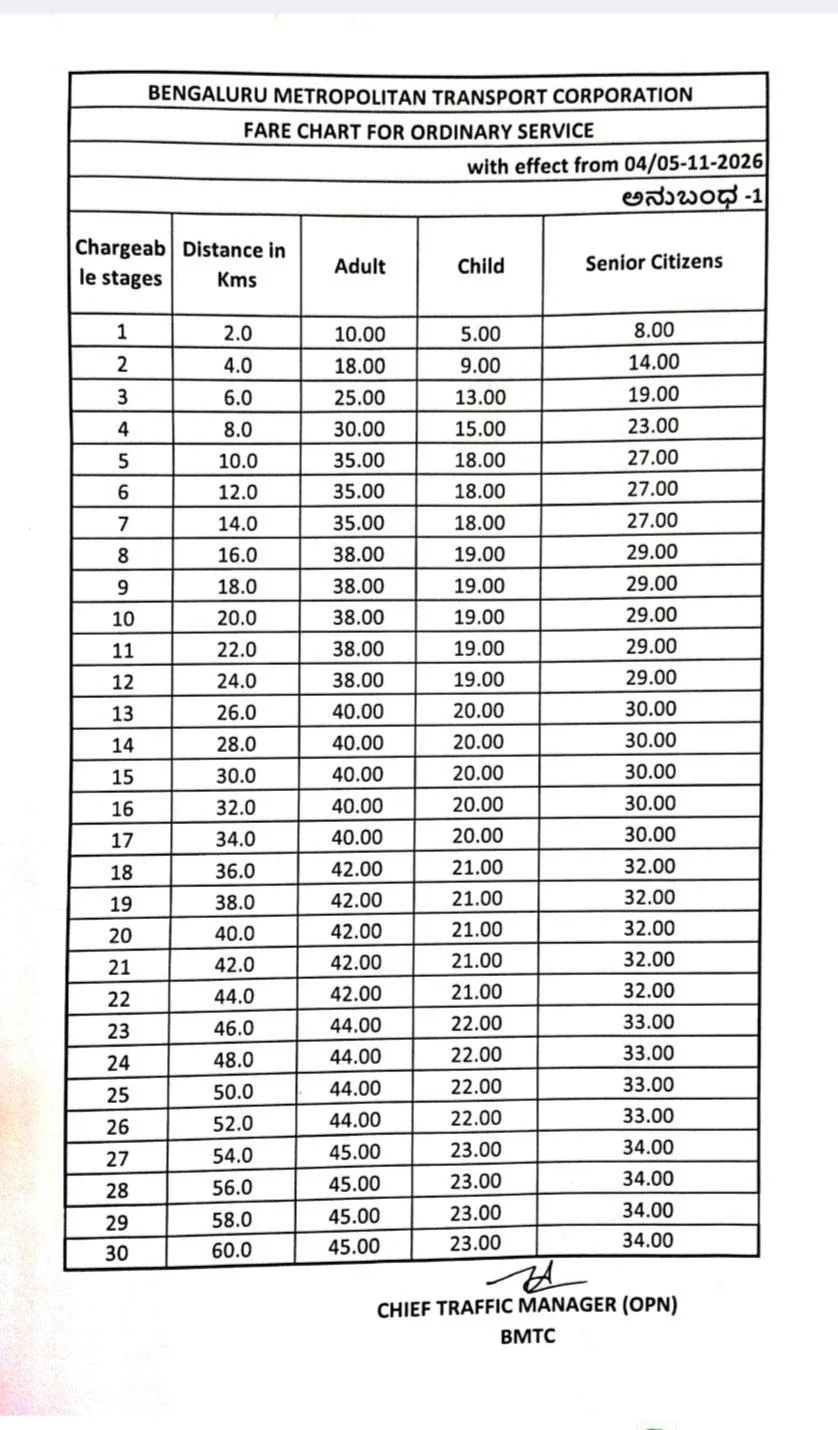 BENGALURU METROPOLITAN TRANSPORT CORPORATION
FARE CHART FOR ORDINARY SERVICE
with effect from 04/05-11-2026
ಅನುಬಂಧ -1
Chargeab le stages Distance in Kms Adult Child Senior Citizens
1 2.0 10.00 5.00 8.00
2 4.0 18.00 9.00 14.00
3 6.0 25.00 13.00 19.00
4 8.0 30.00 15.00 23.00
5 10.0 35.00 18.00 27.00
6 12.0 35.00 18.00 27.00
7 14.0 35.00 18.00 27.00
8 16.0 38.00 19.00 29.00
9 18.0 38.00 19.00 29.00
10 20.0 38.00 19.00 29.00
11 22.0 38.00 19.00 29.00
12 24.0 38.00 19.00 29.00
13 26.0 40.00 20.00 30.00
14 28.0 40.00 20.00 30.00
15 30.0 40.00 20.00 30.00
16 32.0 40.00 20.00 30.00
17 34.0 40.00 20.00 30.00
18 36.0 42.00 21.00 32.00
19 38.0 42.00 21.00 32.00
20 40.0 42.00 21.00 32.00
21 42.0 42.00 21.00 32.00
22 44.0 42.00 21.00 32.00
23 46.0 44.00 22.00 33.00
24 48.0 44.00 22.00 33.00
25 50.0 44.00 22.00 33.00
26 52.0 44.00 22.00 33.00
27 54.0 45.00 23.00 34.00
28 56.0 45.00 23.00 34.00
29 58.0 45.00 23.00 34.00
30 60.0 45.00 23.00 34.00
CHIEF TRAFFIC MANAGER (OPN)
BMTC